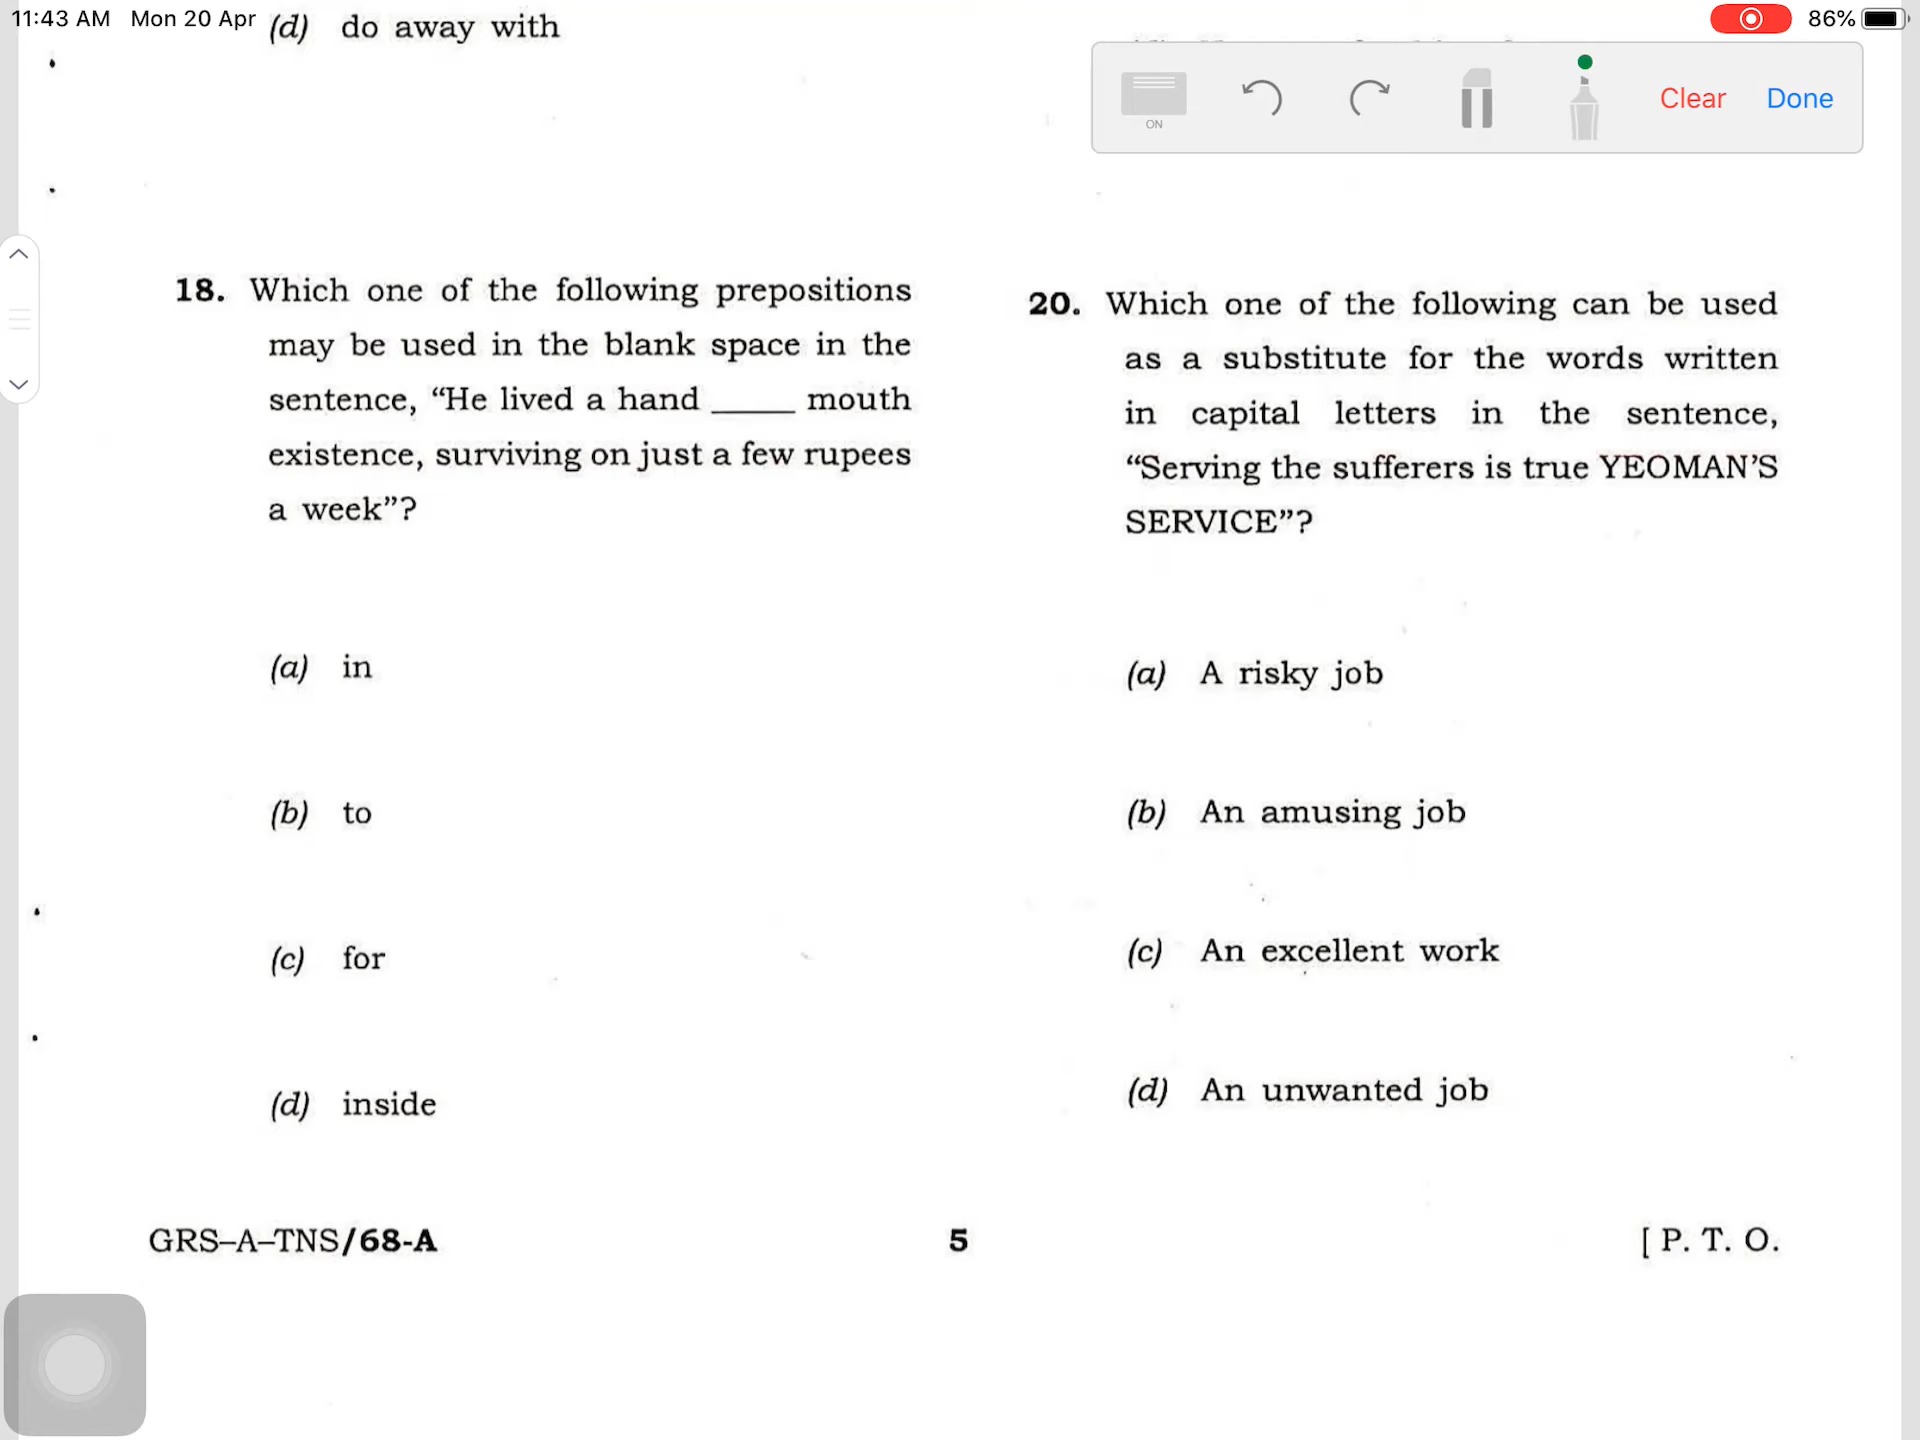 11:43 AM Mon 20 Apr
86%
(d) do away with
ON
Clear
Done
18. Which one of the following prepositions
may be used in the blank space in the
sentence, “He lived a hand _____ mouth
existence, surviving on just a few rupees
a week”?
(a) in
(b) to
(c) for
(d) inside
20. Which one of the following can be used
as a substitute for the words written
in capital letters in the sentence,
“Serving the sufferers is true YEOMAN’S
SERVICE”?
(a) A risky job
(b) An amusing job
(c) An excellent work
(d) An unwanted job
GRS–A–TNS/68-A
5
[ P. T. O.